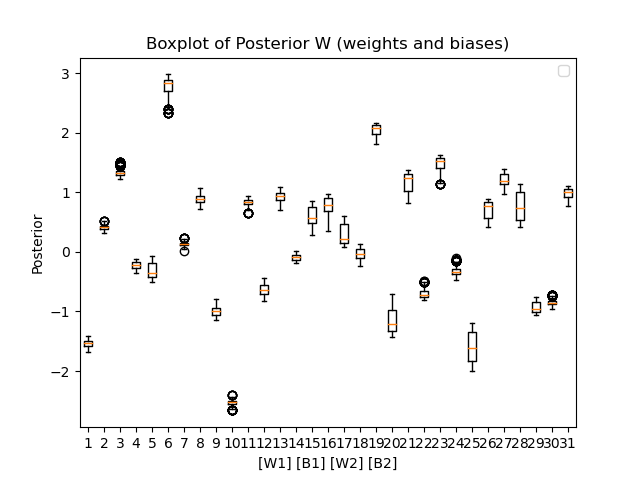 Boxplot of Posterior W (weights and biases)
Posterior
3
2
1
0
−1
−2
1 2 3 4 5 6 7 8 9 10 11 12 13 14 15 16 17 18 19 20 21 22 23 24 25 26 27 28 29 30 31
[W1] [B1] [W2] [B2]